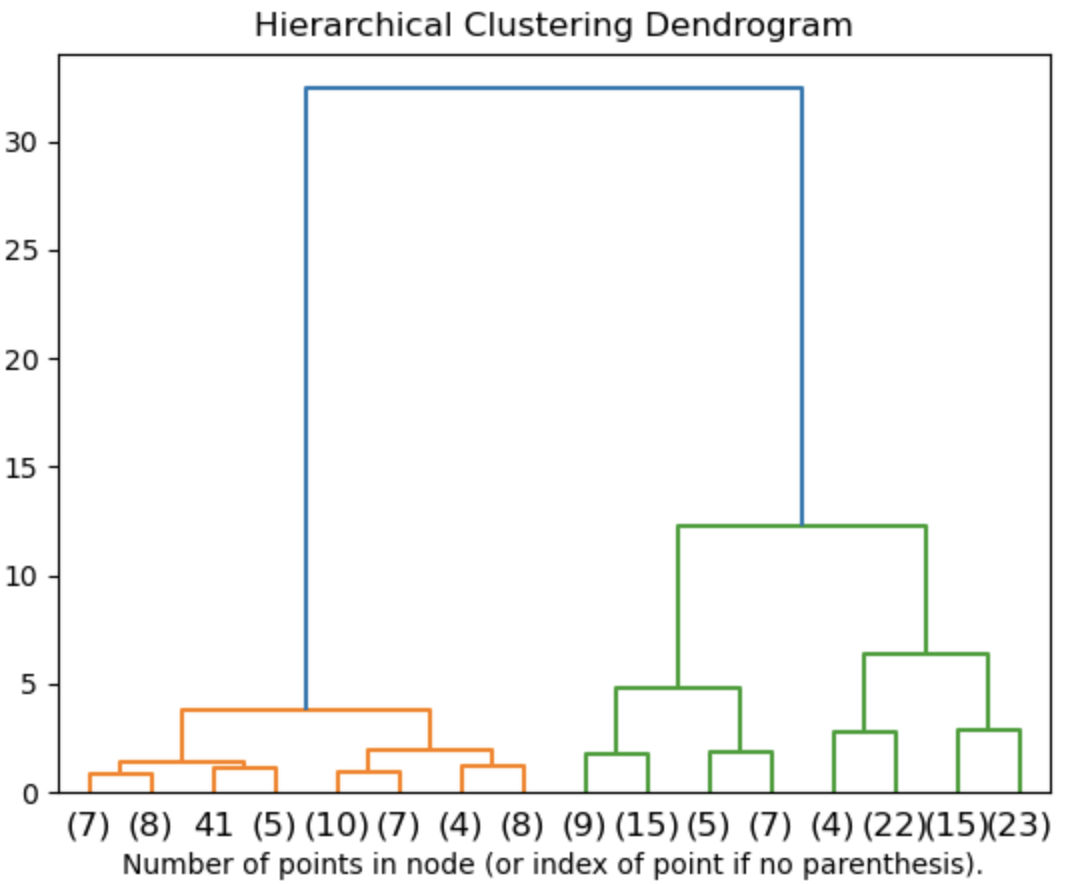 Hierarchical Clustering Dendrogram
30
25
20
15
10
5
0
(7) (8) 41 (5) (10) (7) (4) (8) (9) (15) (5) (7) (4) (22) (15) (23)
Number of points in node (or index of point if no parenthesis).